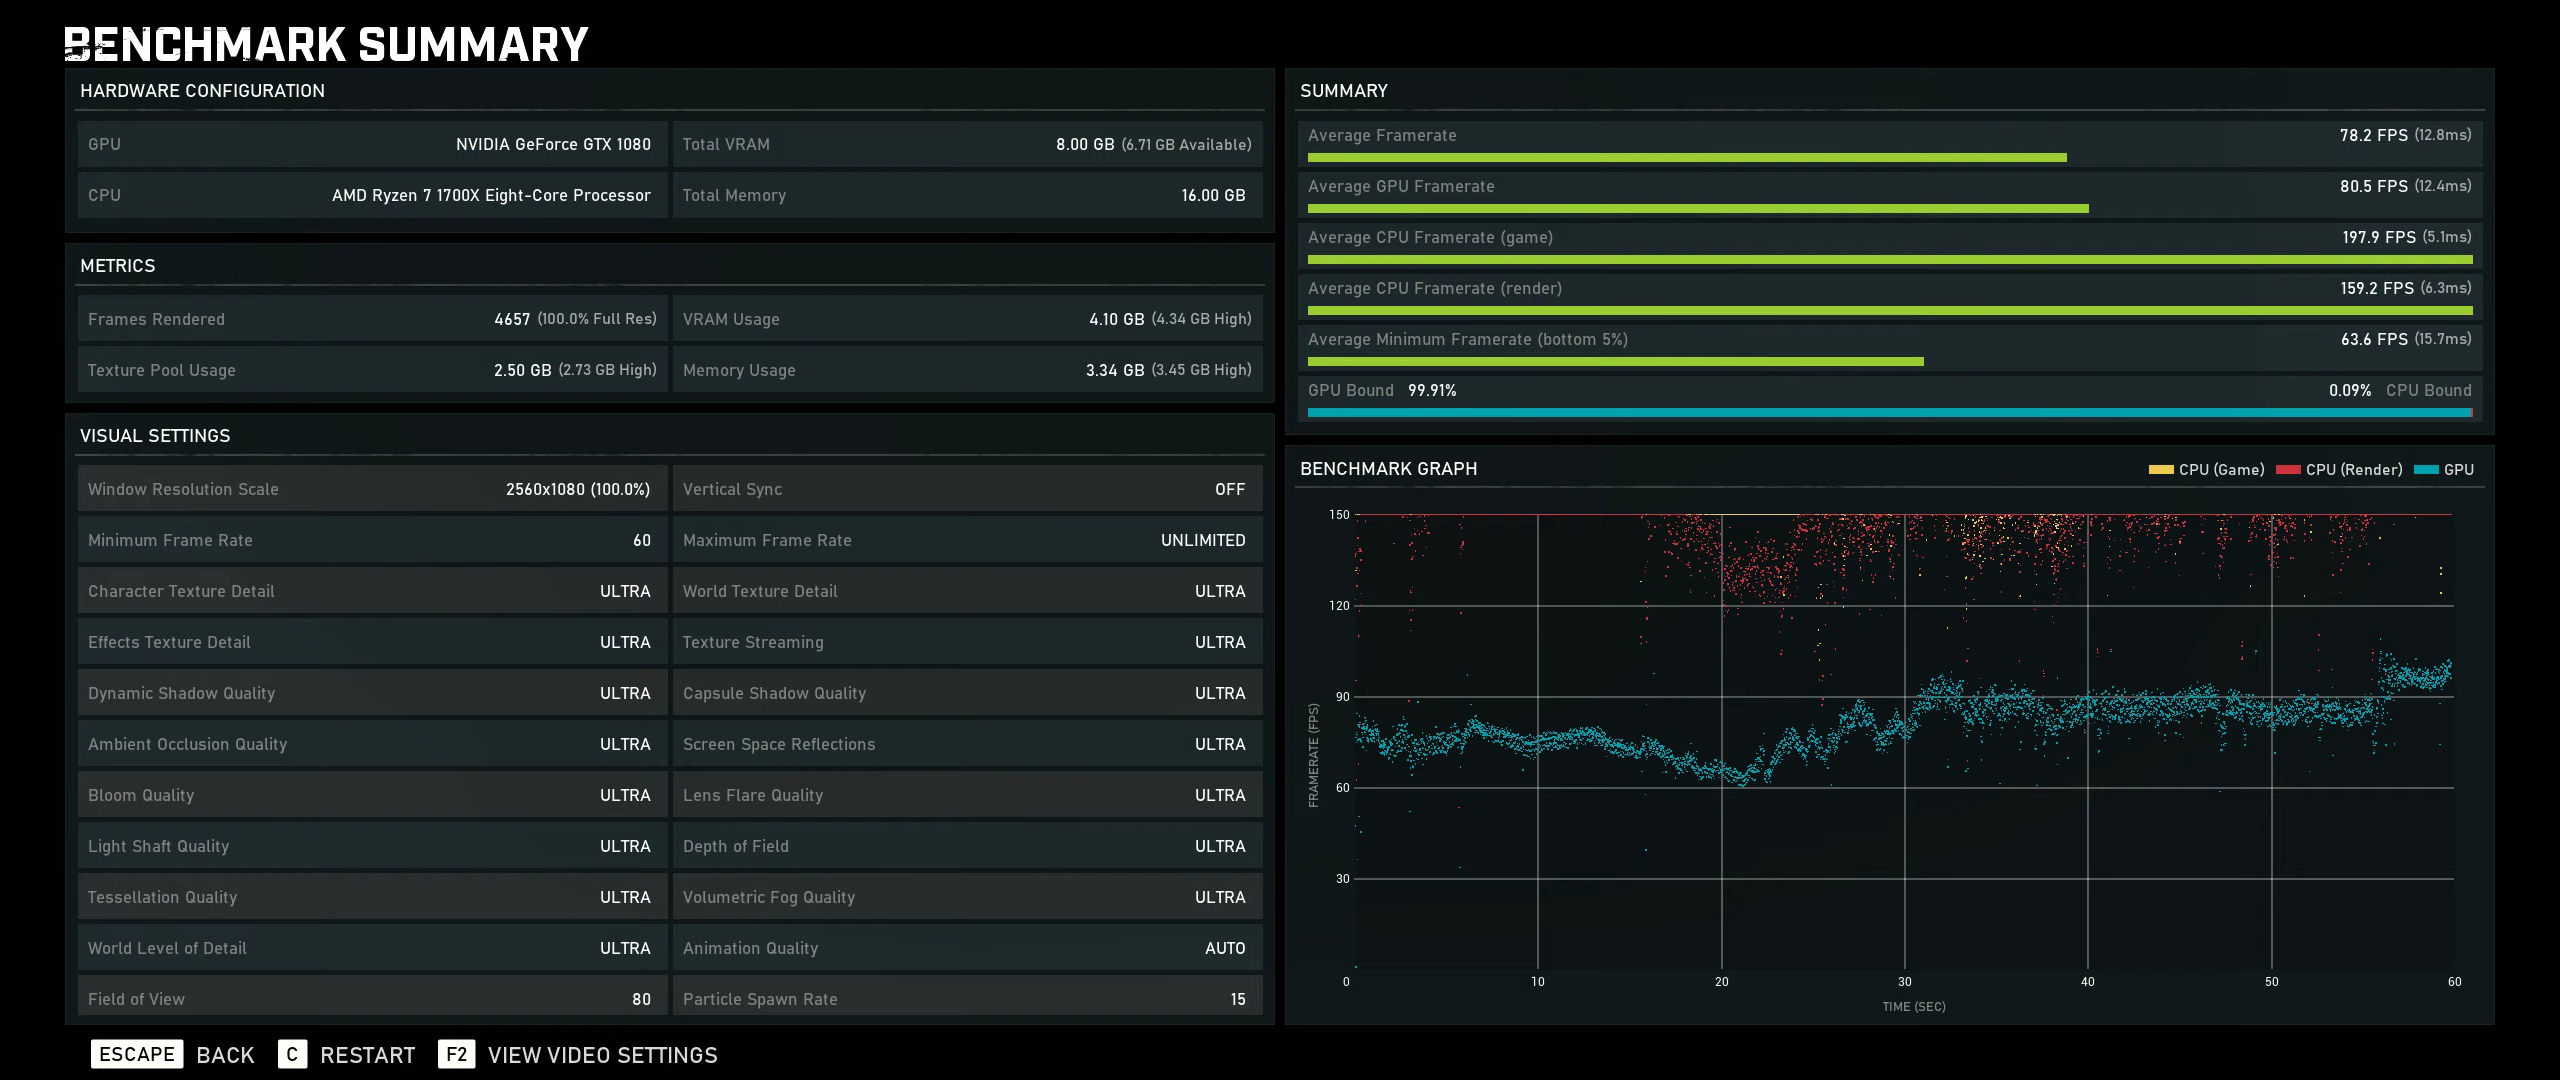 BENCHMARK SUMMARY
HARDWARE CONFIGURATION
GPU NVIDIA GeForce GTX 1080 Total VRAM 8.00 GB (6.71 GB Available)
CPU AMD Ryzen 7 1700X Eight-Core Processor Total Memory 16.00 GB
METRICS
Frames Rendered 4657 (100.0% Full Res) VRAM Usage 4.10 GB (4.34 GB High)
Texture Pool Usage 2.50 GB (2.73 GB High) Memory Usage 3.34 GB (3.45 GB High)
VISUAL SETTINGS
Window Resolution Scale 2560x1080 (100.0%) Vertical Sync OFF
Minimum Frame Rate 60 Maximum Frame Rate UNLIMITED
Character Texture Detail ULTRA World Texture Detail ULTRA
Effects Texture Detail ULTRA Texture Streaming ULTRA
Dynamic Shadow Quality ULTRA Capsule Shadow Quality ULTRA
Ambient Occlusion Quality ULTRA Screen Space Reflections ULTRA
Bloom Quality ULTRA Lens Flare Quality ULTRA
Light Shaft Quality ULTRA Depth of Field ULTRA
Tessellation Quality ULTRA Volumetric Fog Quality ULTRA
World Level of Detail ULTRA Animation Quality AUTO
Field of View 80 Particle Spawn Rate 15
SUMMARY
Average Framerate 78.2 FPS (12.8ms)
Average GPU Framerate 80.5 FPS (12.4ms)
Average CPU Framerate (game) 197.9 FPS (5.1ms)
Average CPU Framerate (render) 159.2 FPS (6.3ms)
Average Minimum Framerate (bottom 5%) 63.6 FPS (15.7ms)
GPU Bound 99.91% 0.09% CPU Bound
BENCHMARK GRAPH CPU (Game) CPU (Render) GPU
150
120
90
60
30
FRAMERATE (FPS)
0 10 20 30 40 50 60
TIME (SEC)
ESCAPE BACK C RESTART F2 VIEW VIDEO SETTINGS